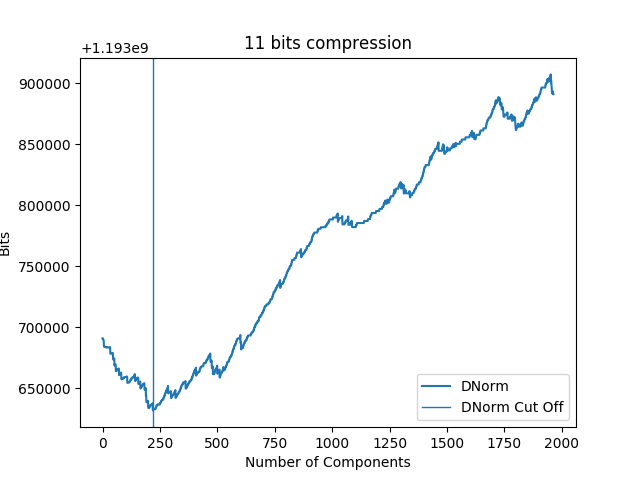 11 bits compression
+1.193e9
900000
850000
800000
750000
700000
650000
Bits
0
250
500
750
1000
1250
1500
1750
2000
Number of Components
DNorm
DNorm Cut Off